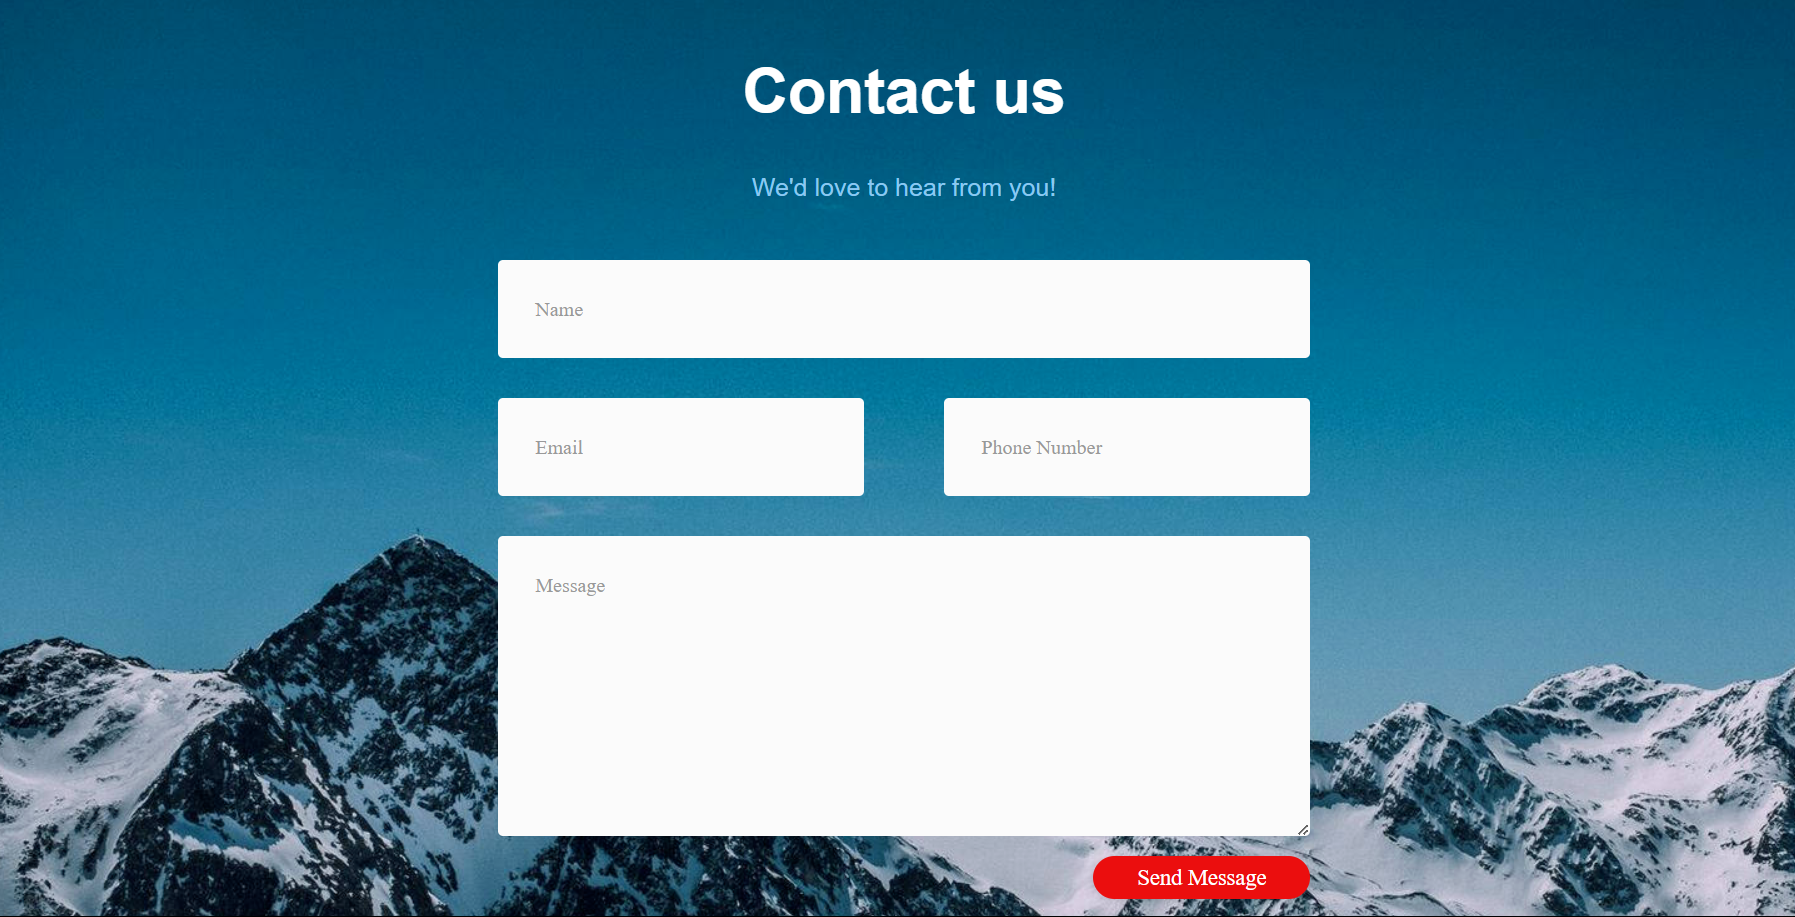 Contact us
We'd love to hear from you!
Name
Email
Phone Number
Message
Send Message